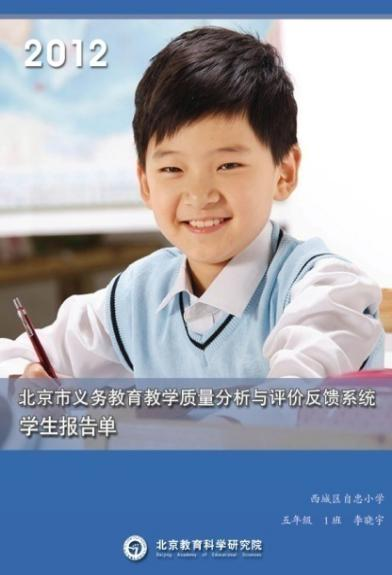 2012
北京市义务教育教学质量分析与评价反馈系统
学生报告单
西城区自忠小学
五年级 1班 李晓宇
北京教育科学研究院
Beijing Academy of Educational Sciences